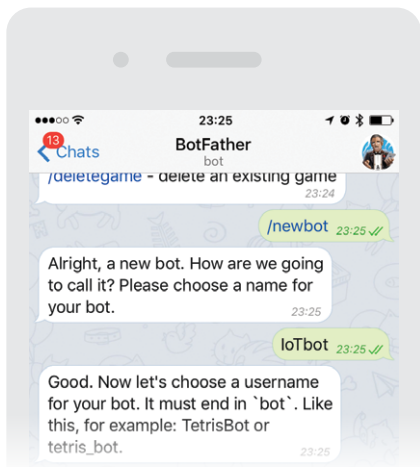 23:25
13
Chats
BotFather
bot
/deletegame - delete an existing game
23:24
/newbot 23:25
Alright, a new bot. How are we going
to call it? Please choose a name for
your bot.
23:25
IoTbot 23:25
Good. Now let's choose a username
for your bot. It must end in `bot`. Like
this, for example: TetrisBot or
tetris_bot.
23:25